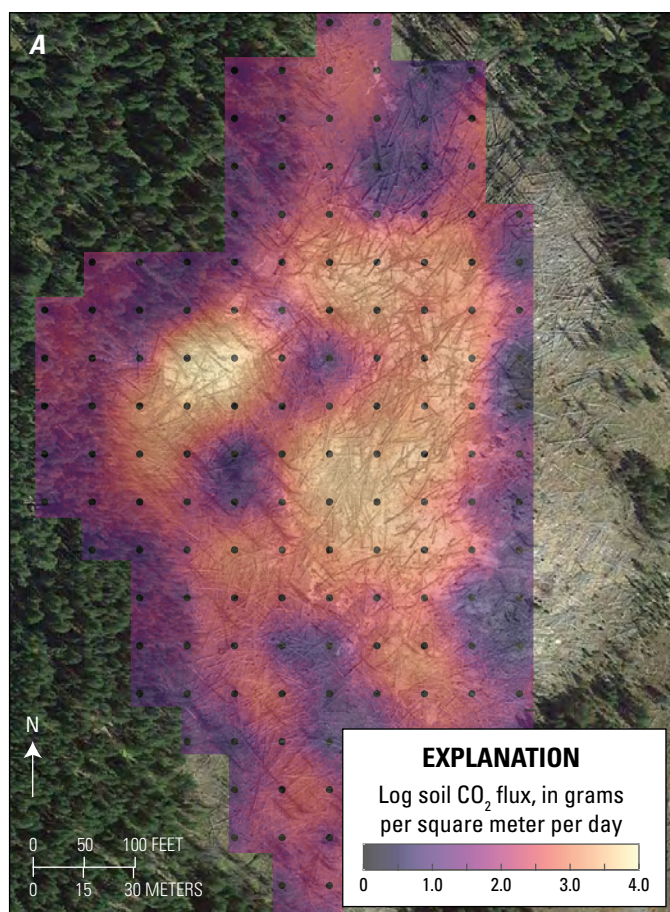 A
N
0 50 100 FEET
0 15 30 METERS
EXPLANATION
Log soil CO₂ flux, in grams
per square meter per day
0 1.0 2.0 3.0 4.0